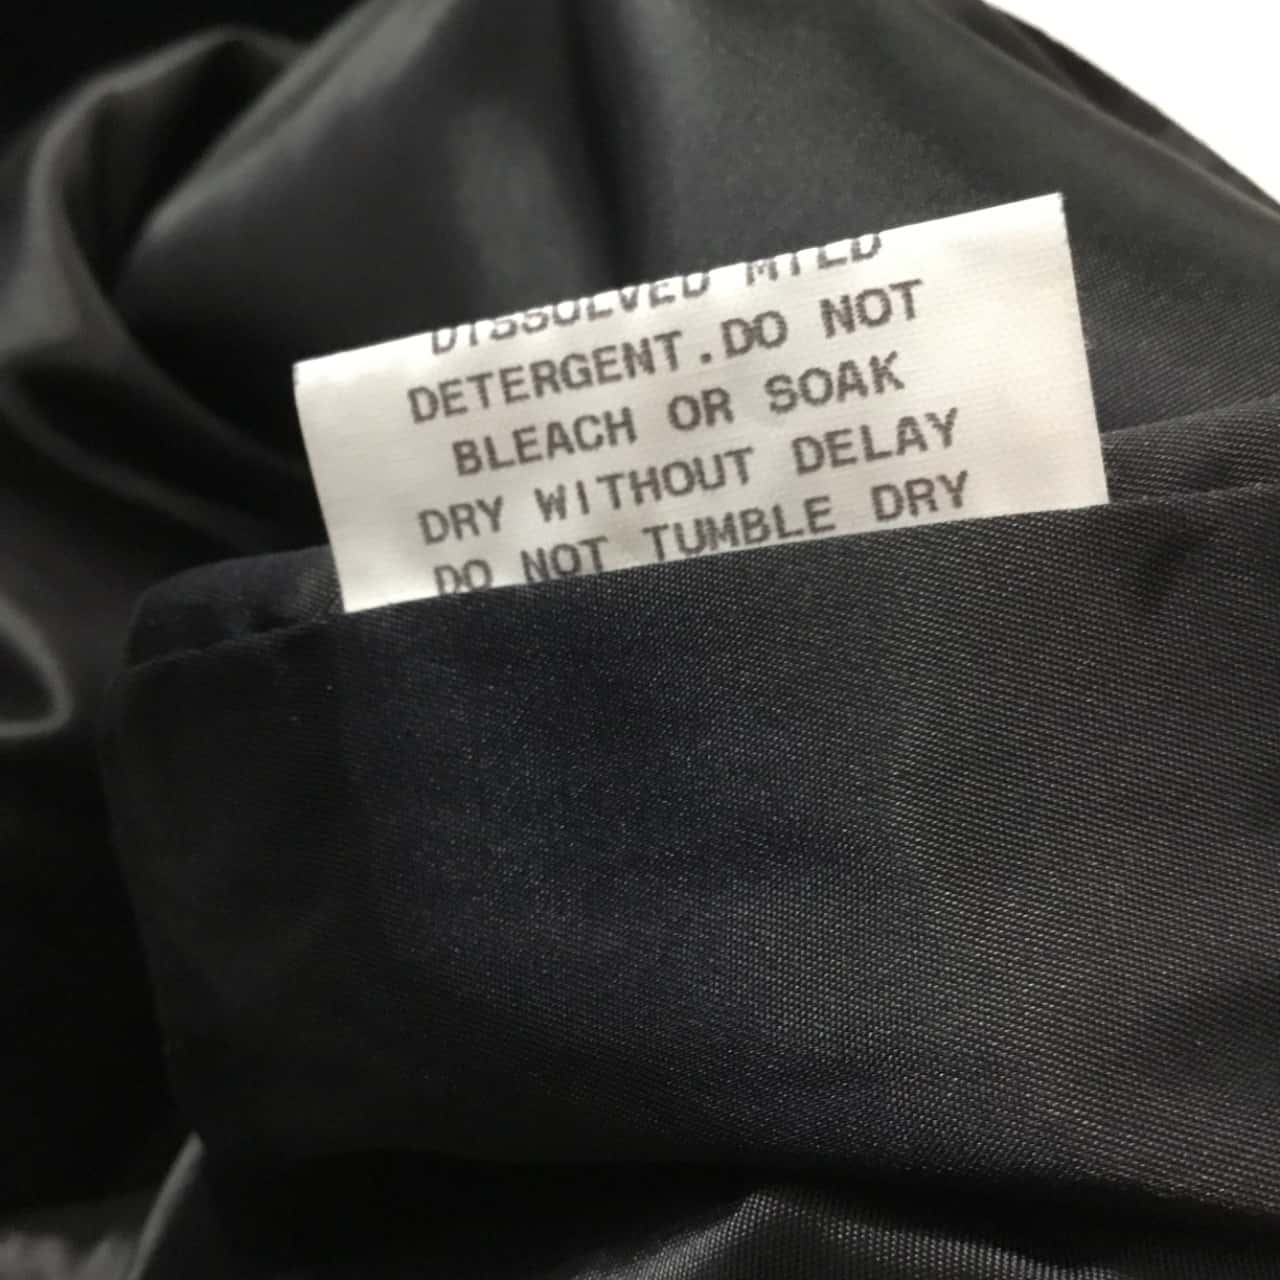 DISSOLVED MILD
DETERGENT.DO NOT
BLEACH OR SOAK
DRY WITHOUT DELAY
DO NOT TUMBLE DRY